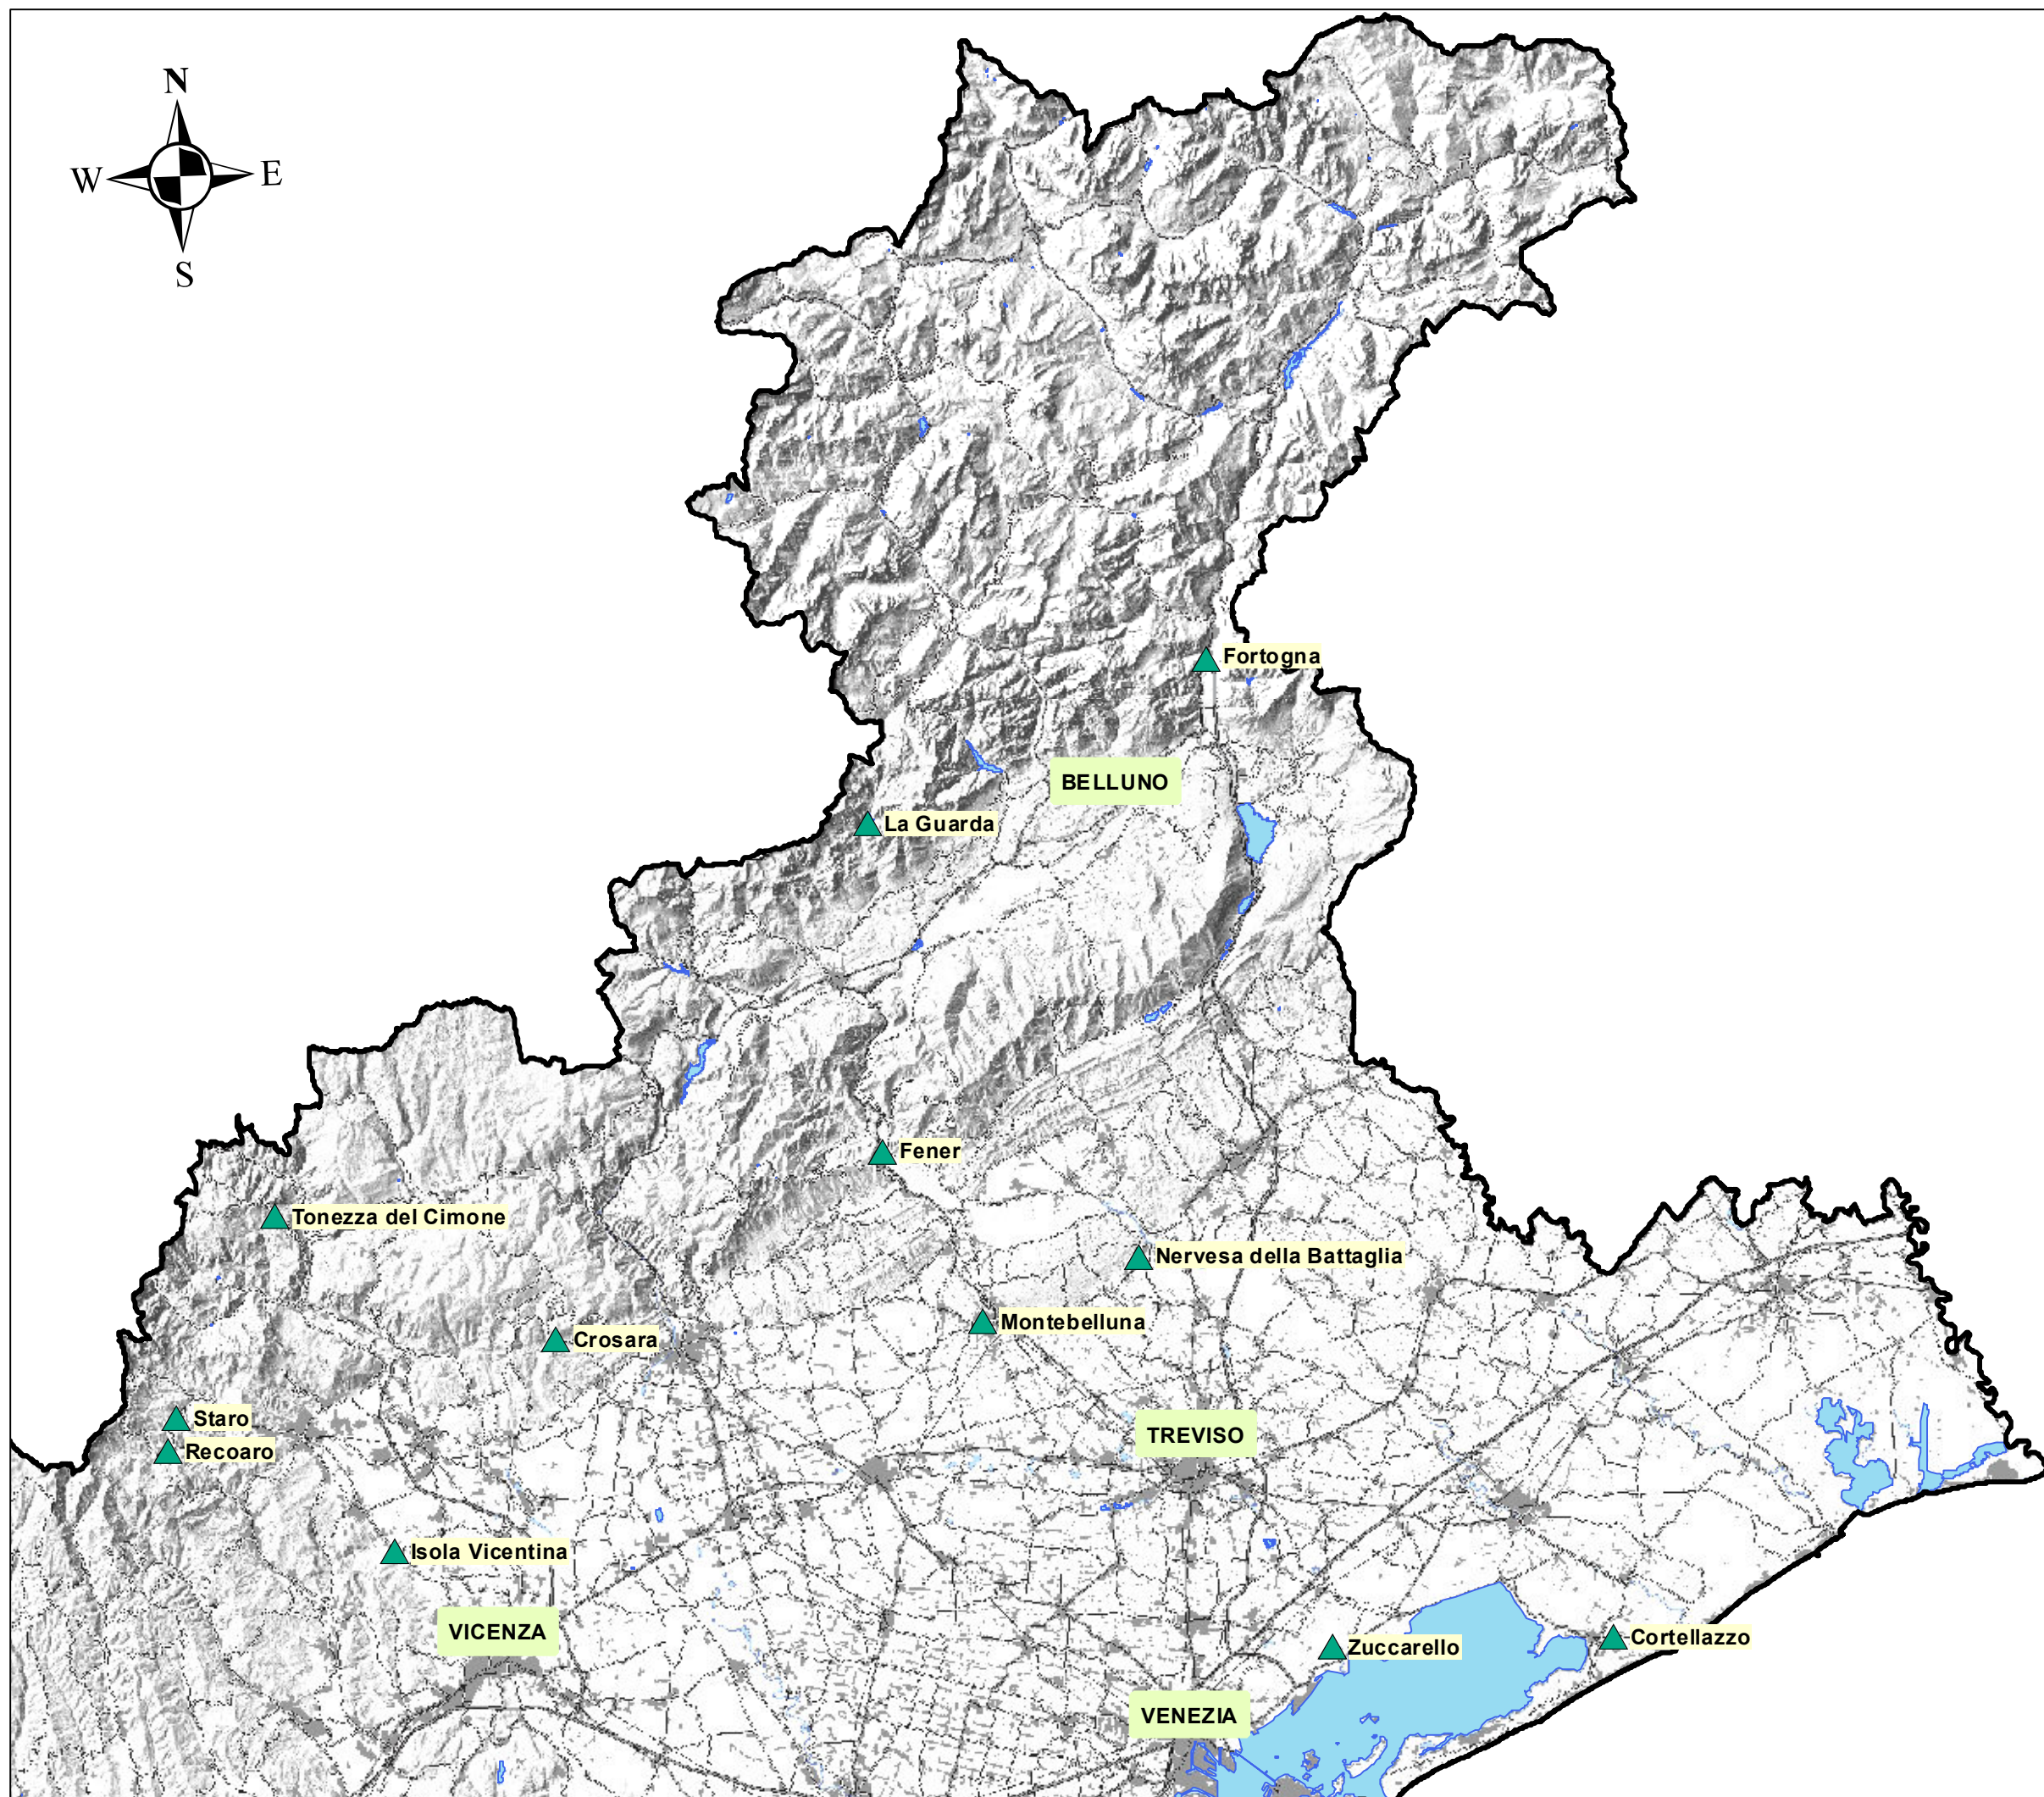 N
W E
S
Fortogna
BELLUNO
La Guarda
Fener
Tonezza del Cimone
Nervesa della Battaglia
Montebelluna
Crosara
Staro
TREVISO
Recoaro
Isola Vicentina
VICENZA
Cortellazzo
Zuccarello
VENEZIA